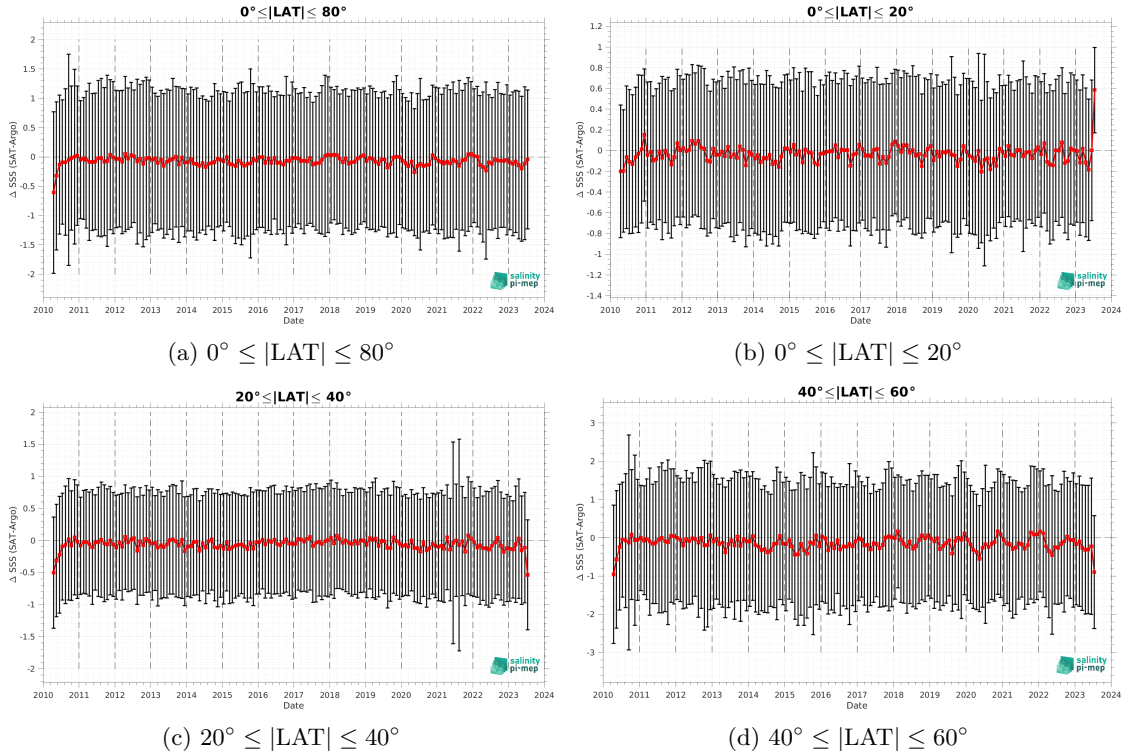 0°≤|LAT|≤ 80°
2
1.5
1
0.5
0
-0.5
-1
-1.5
-2
Δ SSS (SAT-Argo)
2010 2011 2012 2013 2014 2015 2016 2017 2018 2019 2020 2021 2022 2023 2024
Date
salinity
pi-mep
(a) 0° ≤ |LAT| ≤ 80°
0°≤|LAT|≤ 20°
1.2
1
0.8
0.6
0.4
0.2
0
-0.2
-0.4
-0.6
-0.8
-1
-1.2
-1.4
Δ SSS (SAT-Argo)
2010 2011 2012 2013 2014 2015 2016 2017 2018 2019 2020 2021 2022 2023 2024
Date
salinity
pi-mep
(b) 0° ≤ |LAT| ≤ 20°
20°≤|LAT|≤ 40°
2
1.5
1
0.5
0
-0.5
-1
-1.5
-2
Δ SSS (SAT-Argo)
2010 2011 2012 2013 2014 2015 2016 2017 2018 2019 2020 2021 2022 2023 2024
Date
salinity
pi-mep
(c) 20° ≤ |LAT| ≤ 40°
40°≤|LAT|≤ 60°
3
2
1
0
-1
-2
-3
Δ SSS (SAT-Argo)
2010 2011 2012 2013 2014 2015 2016 2017 2018 2019 2020 2021 2022 2023 2024
Date
salinity
pi-mep
(d) 40° ≤ |LAT| ≤ 60°